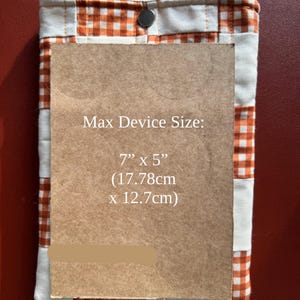 Max Device Size:
7” x 5”
(17.78cm
x 12.7cm)